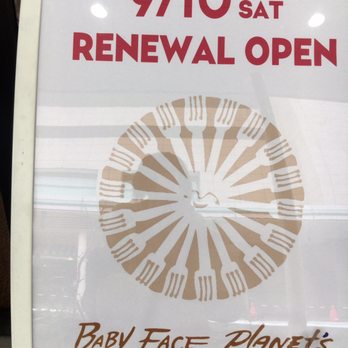 9/10 SAT
RENEWAL OPEN
BABY FACE PLANET'S